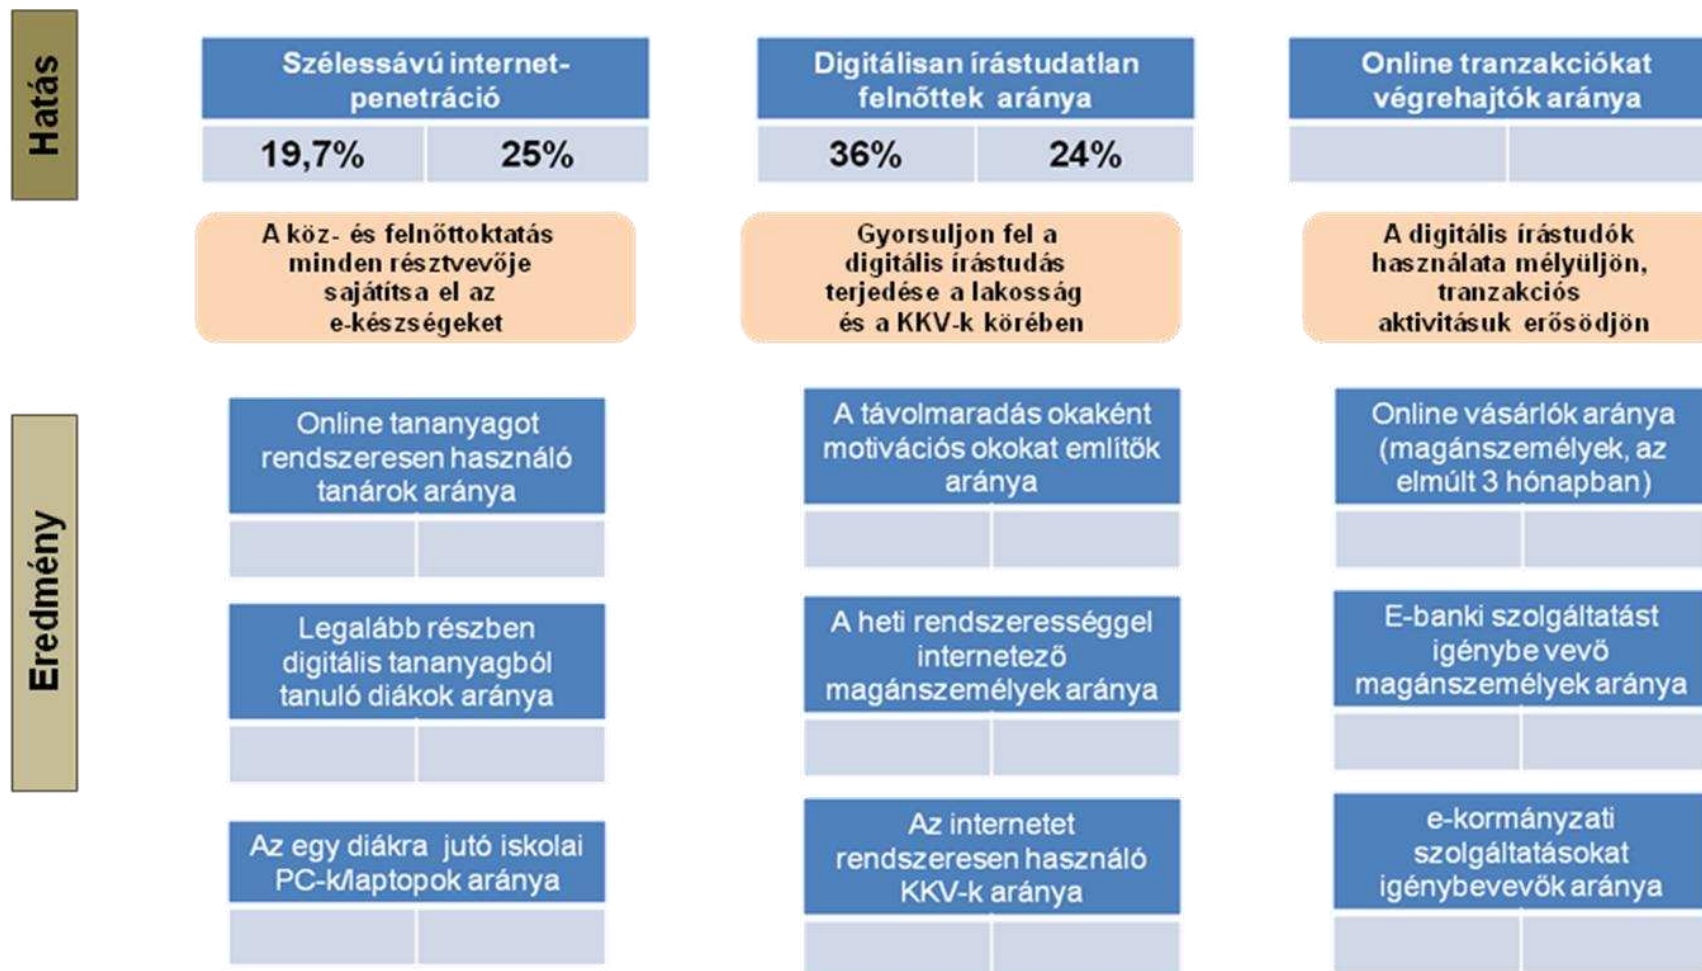 Hatás
Szélessávú internet-
penetráció
19,7% 25%
Digitálisan írástudatlan
felnőttek aránya
36% 24%
Online tranzakciókat
végrehajtók aránya
A köz- és felnőttoktatás
minden résztvevője
sajátítsa el az
e-készségeket
Gyorsuljon fel a
digitális írástudás
terjedése a lakosság
és a KKV-k körében
A digitális írástudók
használata mélyüljön,
tranzakciós
aktivitásuk erősödjön
Eredmény
Online tananyagot
rendszeresen használó
tanárok aránya
A távolmaradás okaként
motivációs okokat említők
aránya
Online vásárlók aránya
(magánszemélyek, az
elmúlt 3 hónapban)
Legalább részben
digitális tananyagból
tanuló diákok aránya
A heti rendszerességgel
internetező
magánszemélyek aránya
E-banki szolgáltatást
igénybe vevő
magánszemélyek aránya
Az egy diákra jutó iskolai
PC-k/laptopok aránya
Az internetet
rendszeresen használó
KKV-k aránya
e-kormányzati
szolgáltatásokat
igénybevevők aránya